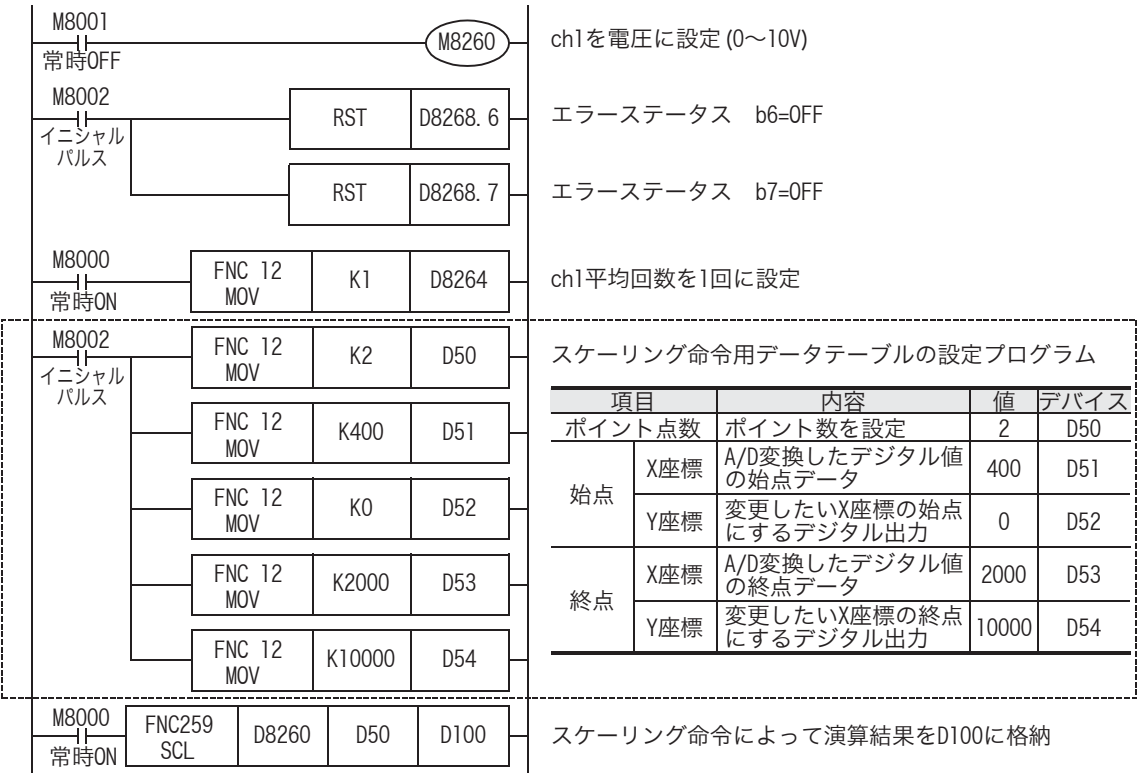 M8001
常時OFF
M8260
ch1を電圧に設定 (0～10V)
M8002
イニシャル
パルス
RST
D8268. 6
エラーステータス b6=OFF
RST
D8268. 7
エラーステータス b7=OFF
M8000
常時ON
FNC 12
MOV
K1
D8264
ch1平均回数を1回に設定
M8002
イニシャル
パルス
FNC 12
MOV
K2
D50
FNC 12
MOV
K400
D51
FNC 12
MOV
K0
D52
FNC 12
MOV
K2000
D53
FNC 12
MOV
K10000
D54
スケーリング命令用データテーブルの設定プログラム
項目 内容 値 デバイス
ポイント点数 ポイント数を設定 2 D50
始点
X座標
A/D変換したデジタル値
の始点データ
400 D51
Y座標
変更したいX座標の始点
にするデジタル出力
0 D52
終点
X座標
A/D変換したデジタル値
の終点データ
2000 D53
Y座標
変更したいX座標の終点
にするデジタル出力
10000 D54
M8000
常時ON
FNC259
SCL
D8260
D50
D100
スケーリング命令によって演算結果をD100に格納